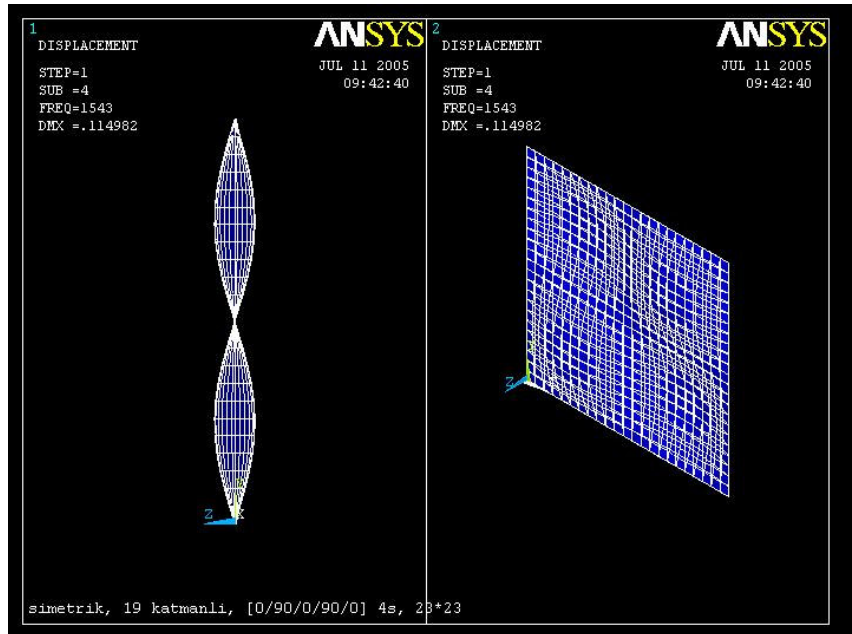 1
ANSYS
DISPLACEMENT
JUL 11 2005
STEP=1
09:42:40
SUB =4
FREQ=1543
DMX =.114982
Z
X
2
ANSYS
DISPLACEMENT
JUL 11 2005
STEP=1
09:42:40
SUB =4
FREQ=1543
DMX =.114982
Z
simetrik, 19 katmanli, [0/90/0/90/0] 4s, 23*23